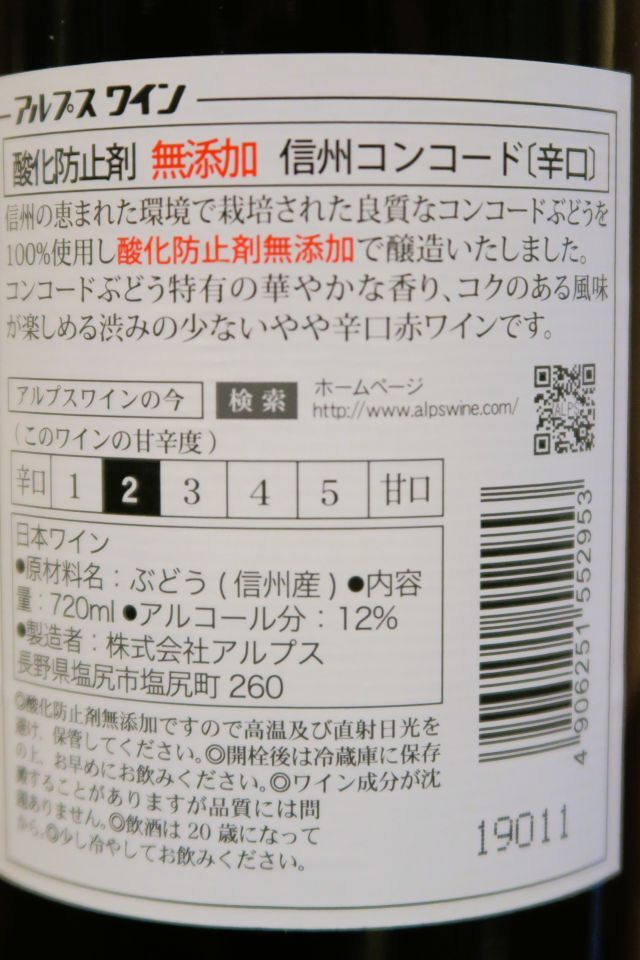 アルプスワイン
酸化防止剤 無添加 信州コンコード〔辛口〕
信州の恵まれた環境で栽培された良質なコンコードぶどうを
100%使用し酸化防止剤無添加で醸造いたしました。
コンコードぶどう特有の華やかな香り、コクのある風味
が楽しめる渋みの少ないやや辛口赤ワインです。
アルプスワインの今 検索 ホームページ
http://www.alpswine.com/
ALPS
(このワインの甘辛度)
辛口 1 2 3 4 5 甘口
日本ワイン
●原材料名：ぶどう(信州産)●内容
量：720ml●アルコール分：12%
●製造者：株式会社アルプス
長野県塩尻市塩尻町 260
◎酸化防止剤無添加ですので高温及び直射日光を
避け、保管してください。◎開栓後は冷蔵庫に保存
の上、お早めにお飲みください。◎ワイン成分が沈
澱することがありますが品質には問
題ありません。◎飲酒は20歳になって
から。◎少し冷やしてお飲みください。
4 906251 552953
19011